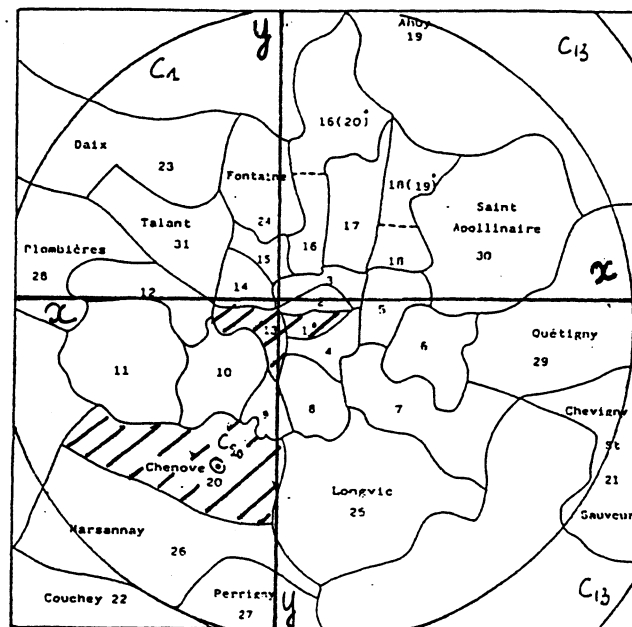 y
Ahuy
19
C13
C1
16(20)°
Daix
23
Fontaine
24
18(19)°
Saint
Apollinaire
30
17
Talant
31
16
15
18
Plombières
28
14
3
x
12
2
5
x
13
1°
4
6
Quétigny
29
11
10
9
8
7
Chevigny
St
21
Sauveur
C20
Chenove
20
Longvic
25
Marsannay
26
Couchey 22
Perrigny
27
y
C13